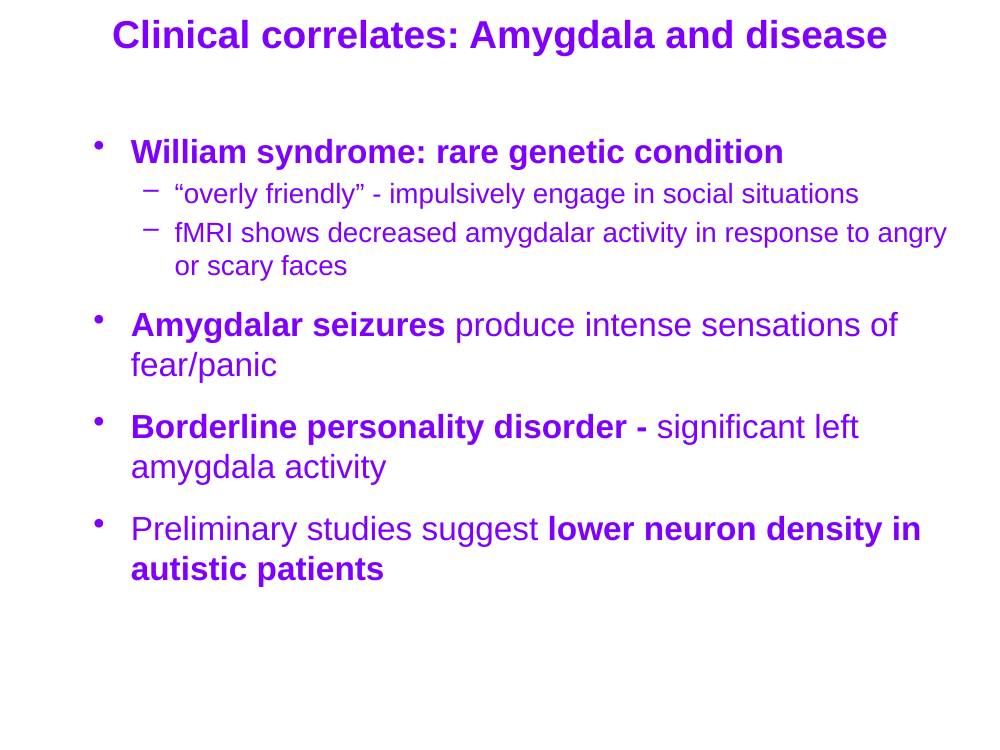 Clinical correlates: Amygdala and disease
• William syndrome: rare genetic condition
– “overly friendly” - impulsively engage in social situations
– fMRI shows decreased amygdalar activity in response to angry
or scary faces
• Amygdalar seizures produce intense sensations of
fear/panic
• Borderline personality disorder - significant left
amygdala activity
• Preliminary studies suggest lower neuron density in
autistic patients